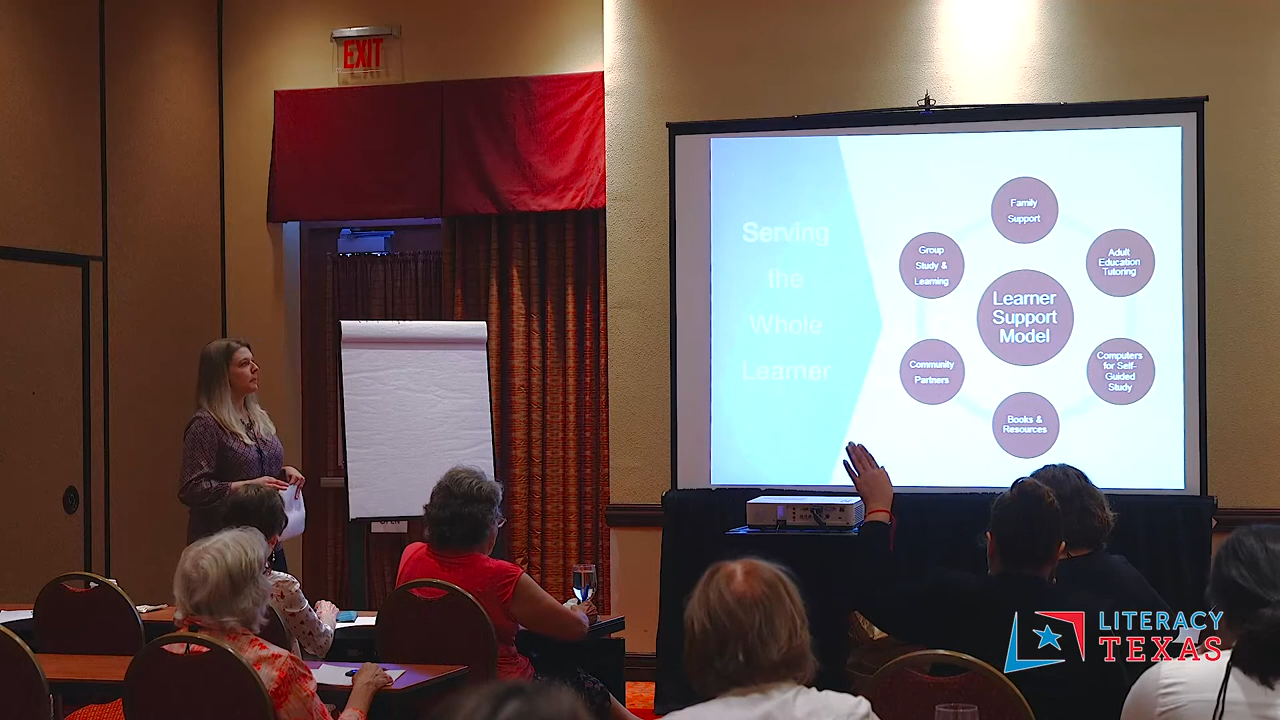 EXIT
Serving
the
Whole
Learner
Family
Support
Group
Study &
Learning
Adult
Education
Tutoring
Learner
Support
Model
Community
Partners
Computers
for Self-
Guided
Study
Books &
Resources
OPEN
LITERACY
TEXAS